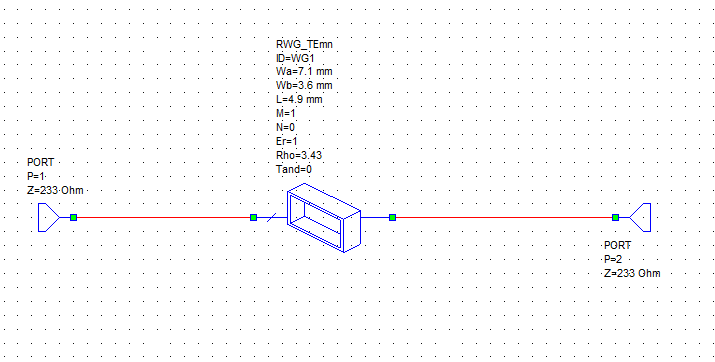 RWG_TEmn
ID=WG1
Wa=7.1 mm
Wb=3.6 mm
L=4.9 mm
M=1
N=0
Er=1
Rho=3.43
Tand=0
PORT
P=1
Z=233 Ohm
PORT
P=2
Z=233 Ohm